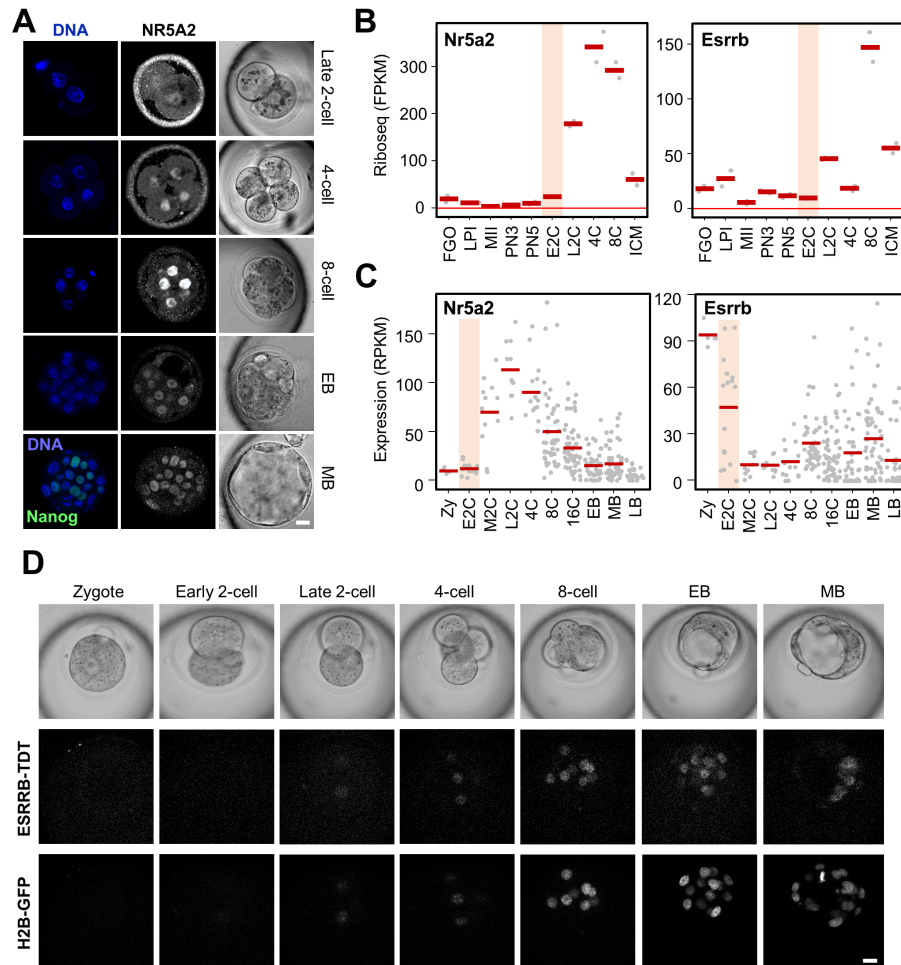 A
DNA
NR5A2
Late 2-cell
4-cell
8-cell
EB
MB
DNA
Nanog
B
Nr5a2
Riboseq (FPKM)
300
200
100
0
FGO
LPI
MII
PN3
PN5
E2C
L2C
4C
8C
ICM
Esrrb
150
100
50
0
FGO
LPI
MII
PN3
PN5
E2C
L2C
4C
8C
ICM
C
Nr5a2
Expression (RPKM)
150
100
50
0
Zy
E2C
M2C
L2C
4C
8C
16C
EB
MB
LB
Esrrb
120
90
60
30
0
Zy
E2C
M2C
L2C
4C
8C
16C
EB
MB
LB
D
Zygote
Early 2-cell
Late 2-cell
4-cell
8-cell
EB
MB
ESRRB-TDT
H2B-GFP